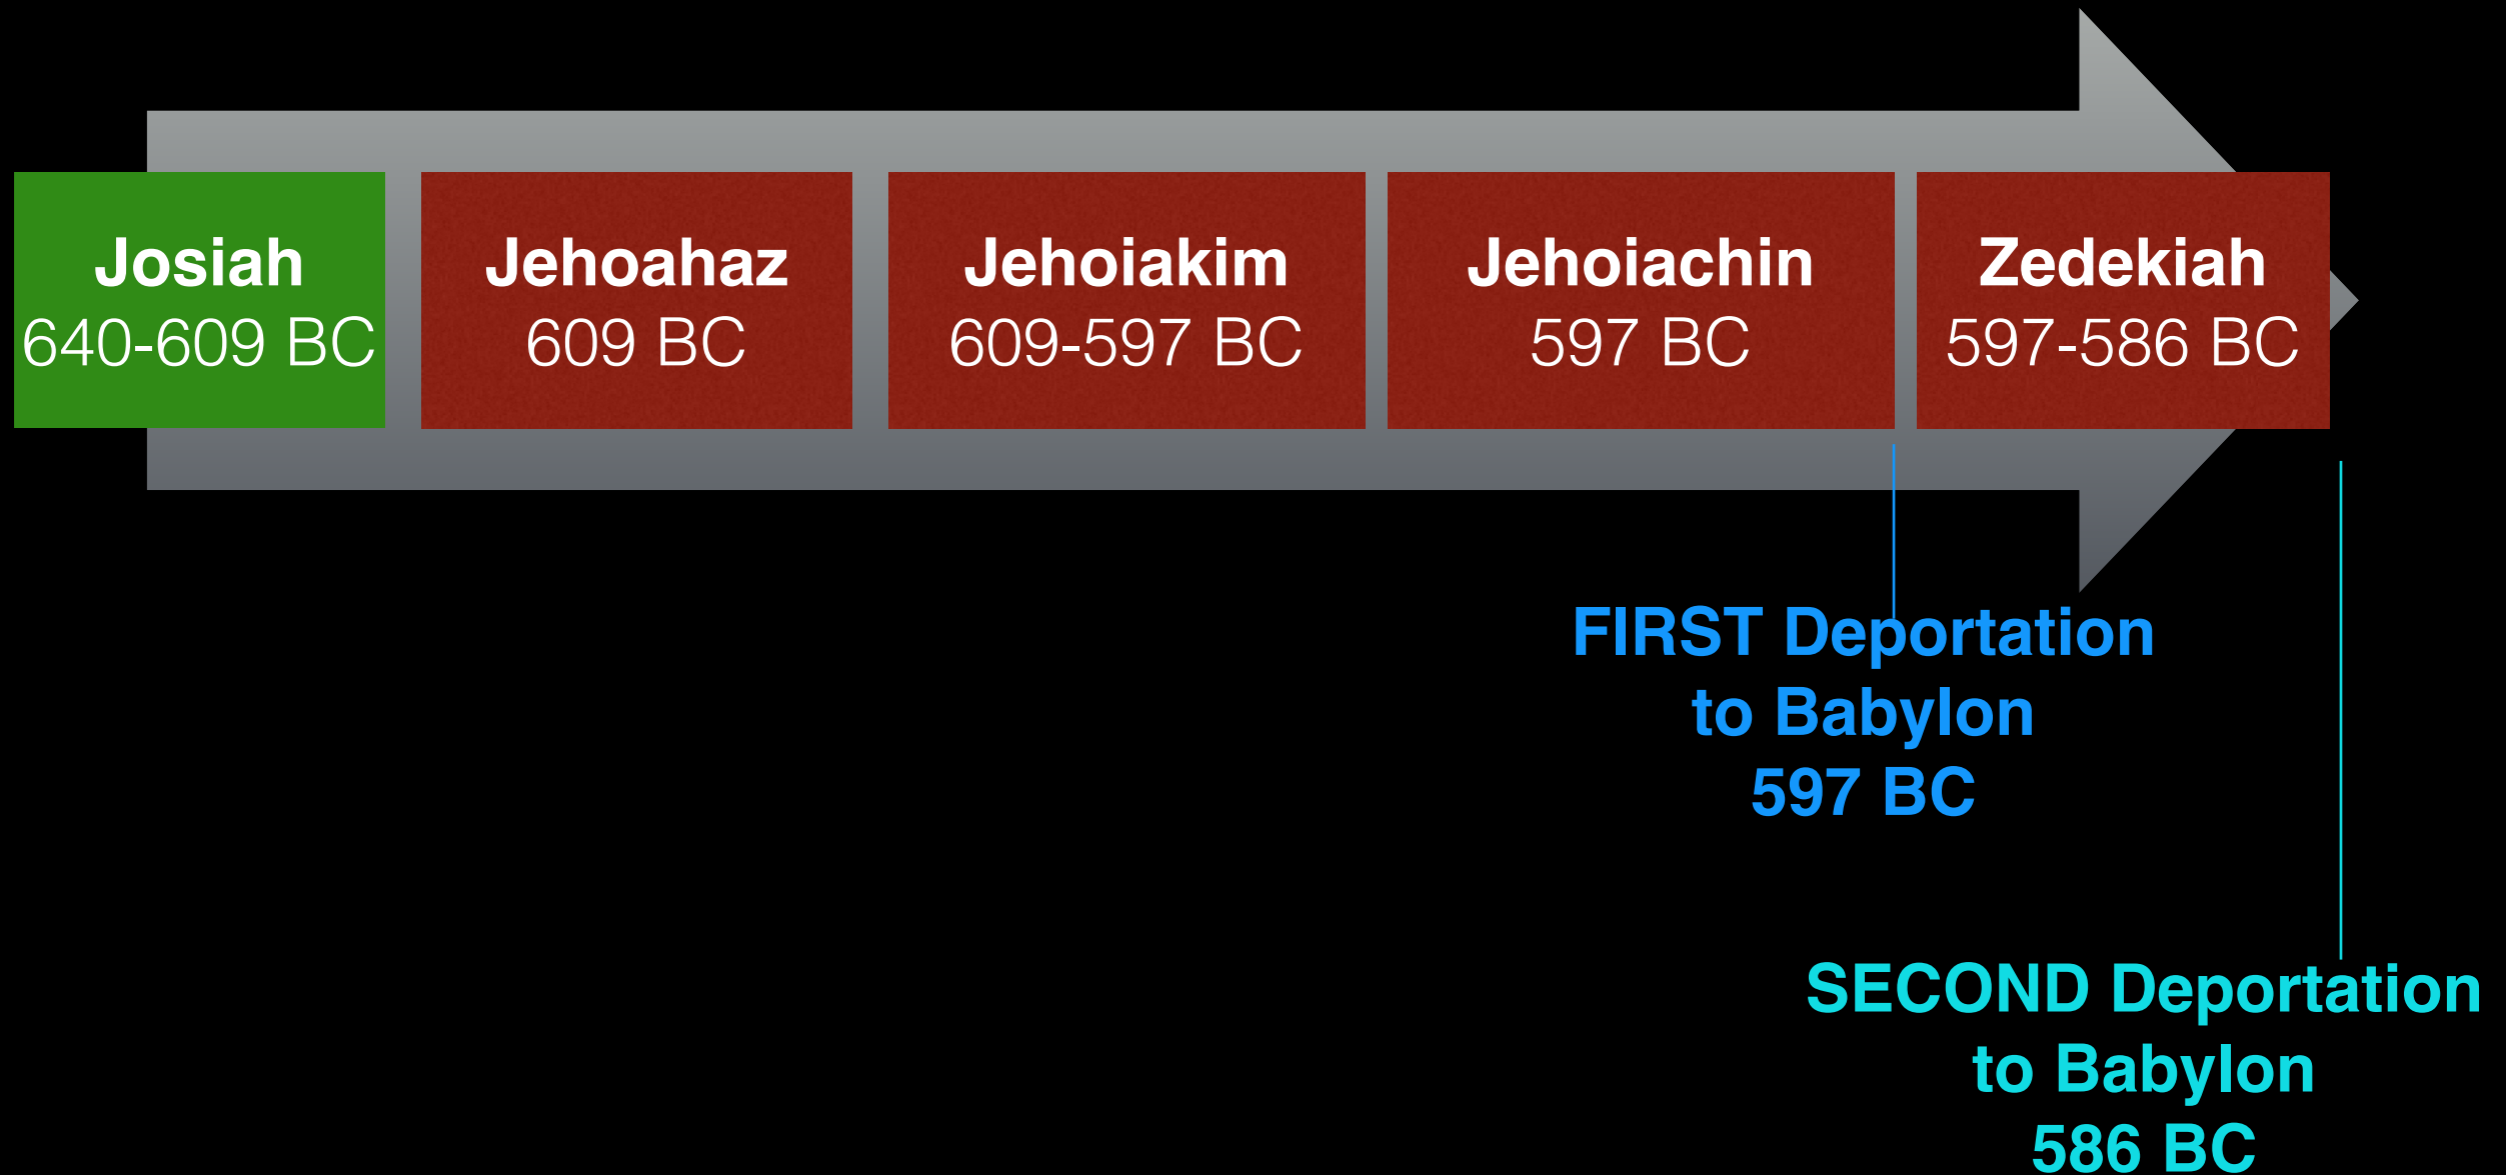 Josiah
640-609 BC
Jehoahaz
609 BC
Jehoiakim
609-597 BC
Jehoiachin
597 BC
Zedekiah
597-586 BC
FIRST Deportation
to Babylon
597 BC
SECOND Deportation
to Babylon
586 BC